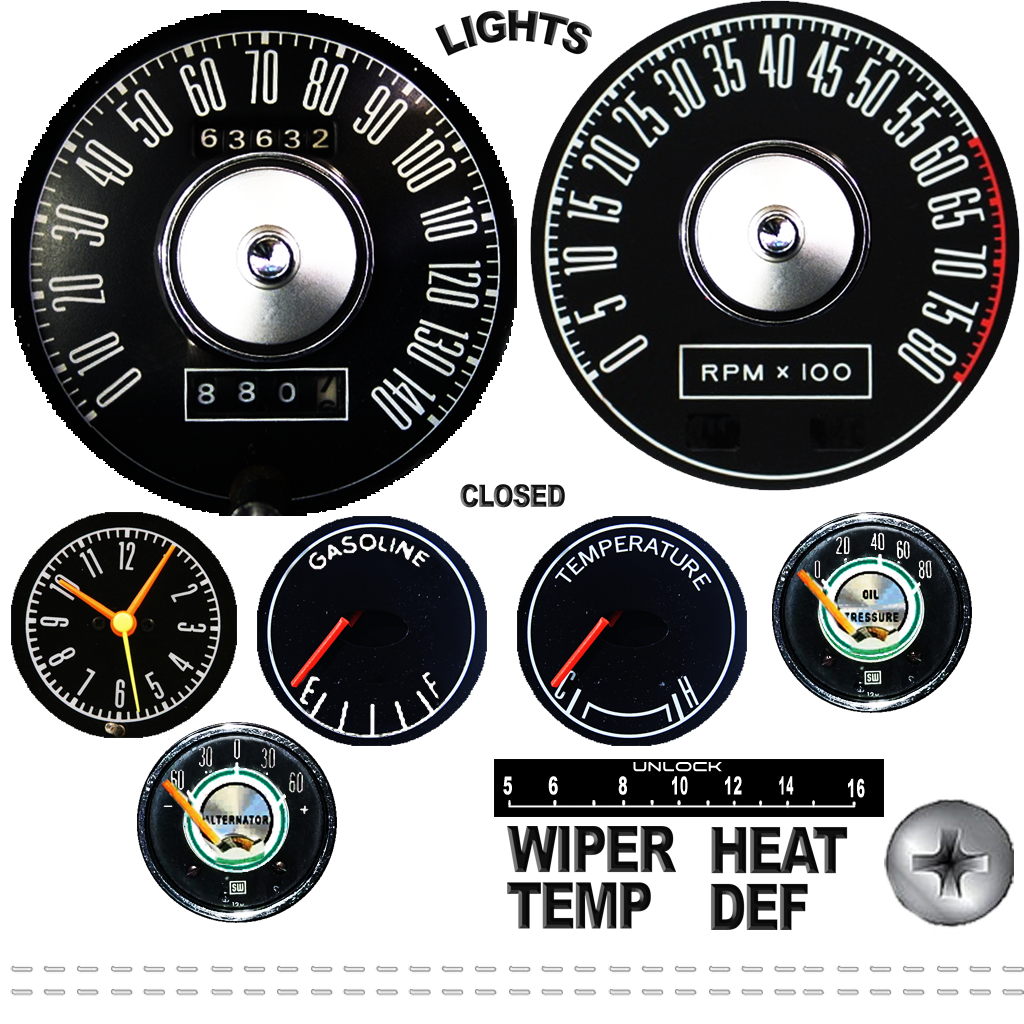 LIGHTS
0 10 20 30 40 50 60 70 80 90 100 110 120 130 140
63632
880
0 5 10 15 20 25 30 35 40 45 50 55 60 65 70 75 80
RPM x 100
CLOSED
12 2 3 4 5 6 7 8 9 10 11
GASOLINE
E F
TEMPERATURE
C H
0 20 40 60 80
OIL
PRESSURE
SW
60 30 0 30 60
- +
ALTERNATOR
SW
12V
UNLOCK
5 6 8 10 12 14 16
WIPER
TEMP
HEAT
DEF